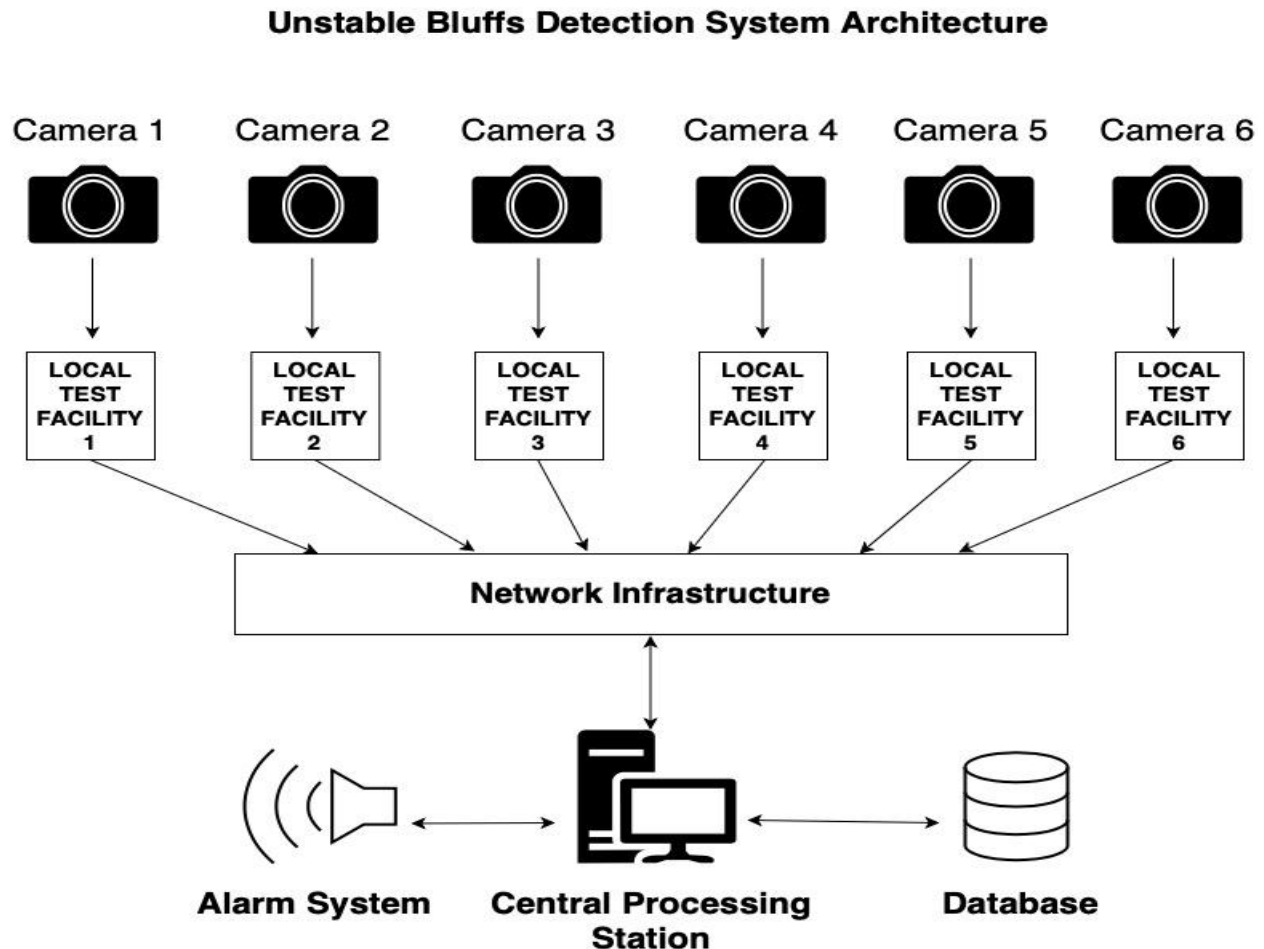 Unstable Bluffs Detection System Architecture
Camera 1
Camera 2
Camera 3
Camera 4
Camera 5
Camera 6
LOCAL
TEST
FACILITY
1
LOCAL
TEST
FACILITY
2
LOCAL
TEST
FACILITY
3
LOCAL
TEST
FACILITY
4
LOCAL
TEST
FACILITY
5
LOCAL
TEST
FACILITY
6
Network Infrastructure
Alarm System
Central Processing
Station
Database